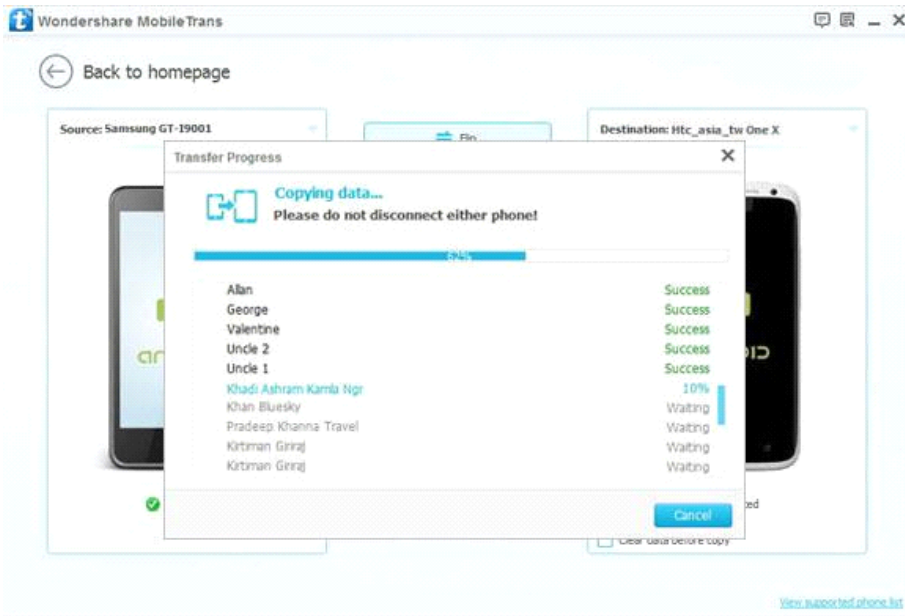 Wondershare MobileTrans
Back to homepage
Source: Samsung GT-I9001
Flip
Destination: Htc_asia_tw One X
Transfer Progress
Copying data...
Please do not disconnect either phone!
62%
Allan Success
George Success
Valentine Success
Uncle 2 Success
Uncle 1 Success
Khadi Ashram Kamla Ngr 10%
Khan Bluesky Waiting
Pradeep Khanna Travel Waiting
Kirtiman Giriraj Waiting
Kirtiman Giriraj Waiting
Cancel
Clear data before copy
View supported phone list